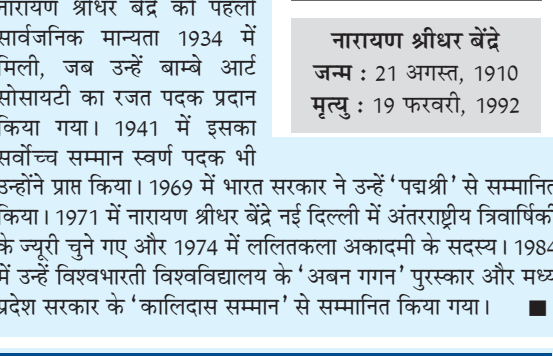 नारायण श्रीधर बेंद्रे को पहली
सार्वजनिक मान्यता 1934 में
मिली, जब उन्हें बाम्बे आर्ट
सोसायटी का रजत पदक प्रदान
किया गया। 1941 में इसका
सर्वोच्च सम्मान स्वर्ण पदक भी
उन्होंने प्राप्त किया। 1969 में भारत सरकार ने उन्हें ‘पद्मश्री’ से सम्मानित
किया। 1971 में नारायण श्रीधर बेंद्रे नई दिल्ली में अंतरराष्ट्रीय त्रिवार्षिकी
के ज्यूरी चुने गए और 1974 में ललितकला अकादमी के सदस्य। 1984
में उन्हें विश्वभारती विश्वविद्यालय के ‘अबन गगन’ पुरस्कार और मध्य
प्रदेश सरकार के ‘कालिदास सम्मान’ से सम्मानित किया गया। ■
नारायण श्रीधर बेंद्रे
जन्म : 21 अगस्त, 1910
मृत्यु : 19 फरवरी, 1992